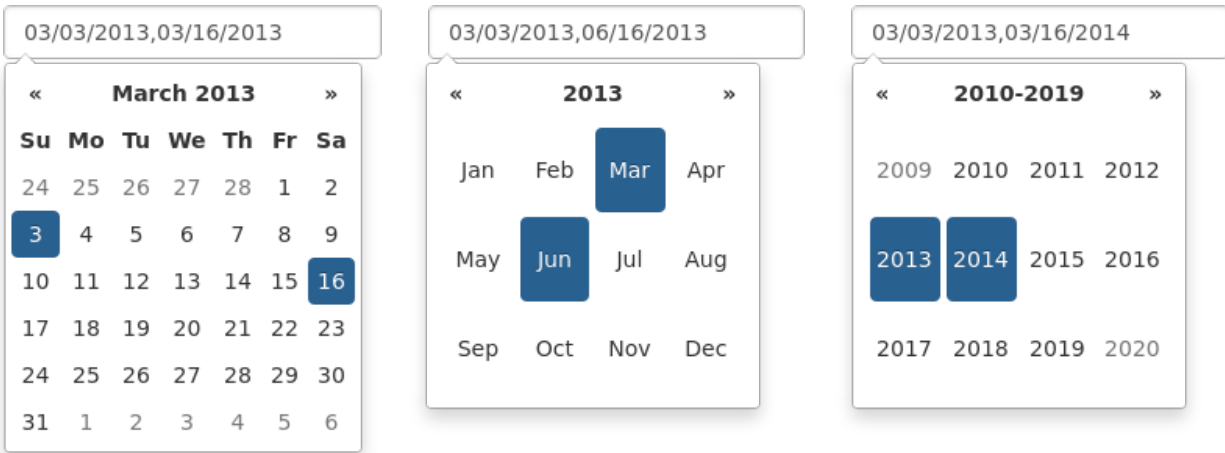 03/03/2013,03/16/2013
« March 2013 »
Su Mo Tu We Th Fr Sa
24 25 26 27 28 1 2
3 4 5 6 7 8 9
10 11 12 13 14 15 16
17 18 19 20 21 22 23
24 25 26 27 28 29 30
31 1 2 3 4 5 6
03/03/2013,06/16/2013
« 2013 »
Jan Feb Mar Apr
May Jun Jul Aug
Sep Oct Nov Dec
03/03/2013,03/16/2014
« 2010-2019 »
2009 2010 2011 2012
2013 2014 2015 2016
2017 2018 2019 2020